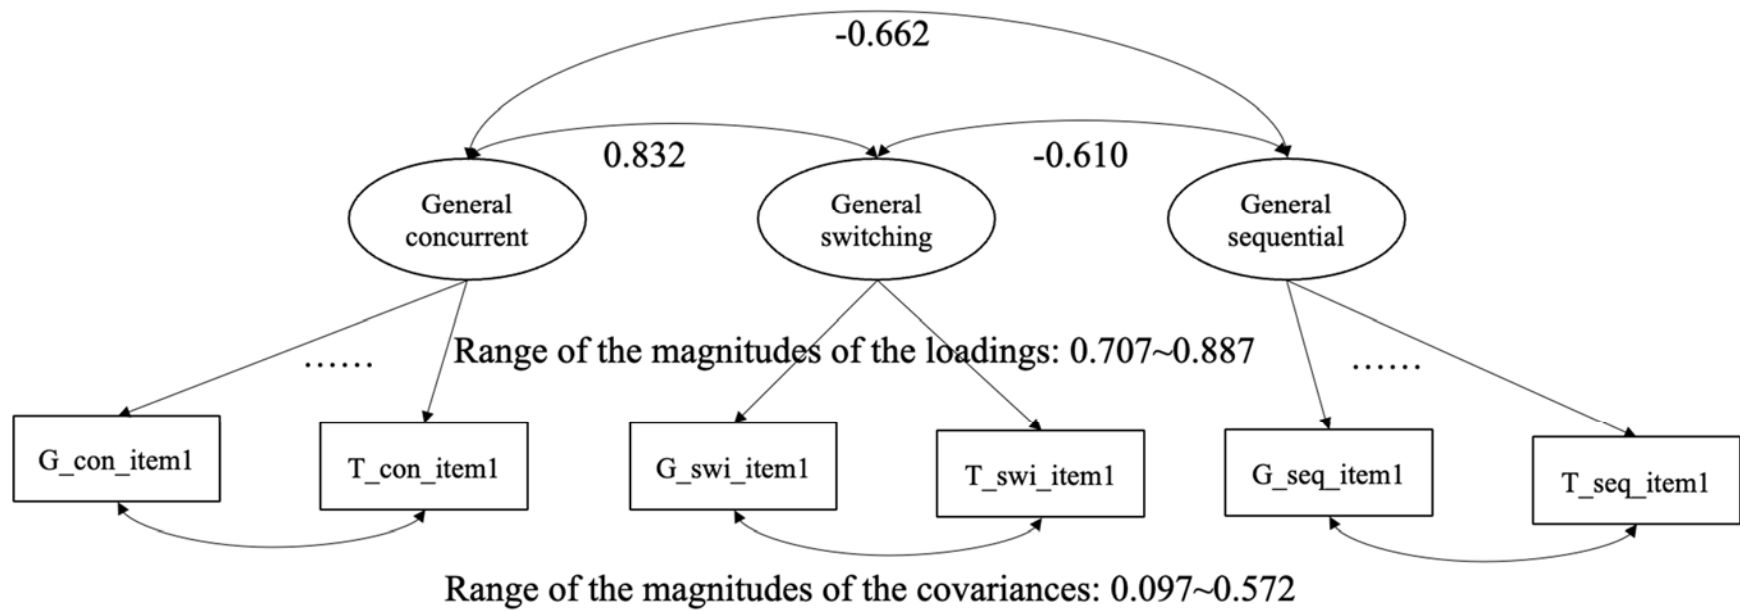 -0.662
0.832
-0.610
General
concurrent
General
switching
General
sequential
Range of the magnitudes of the loadings: 0.707~0.887
......
......
G_con_item1
T_con_item1
G_swi_item1
T_swi_item1
G_seq_item1
T_seq_item1
Range of the magnitudes of the covariances: 0.097~0.572